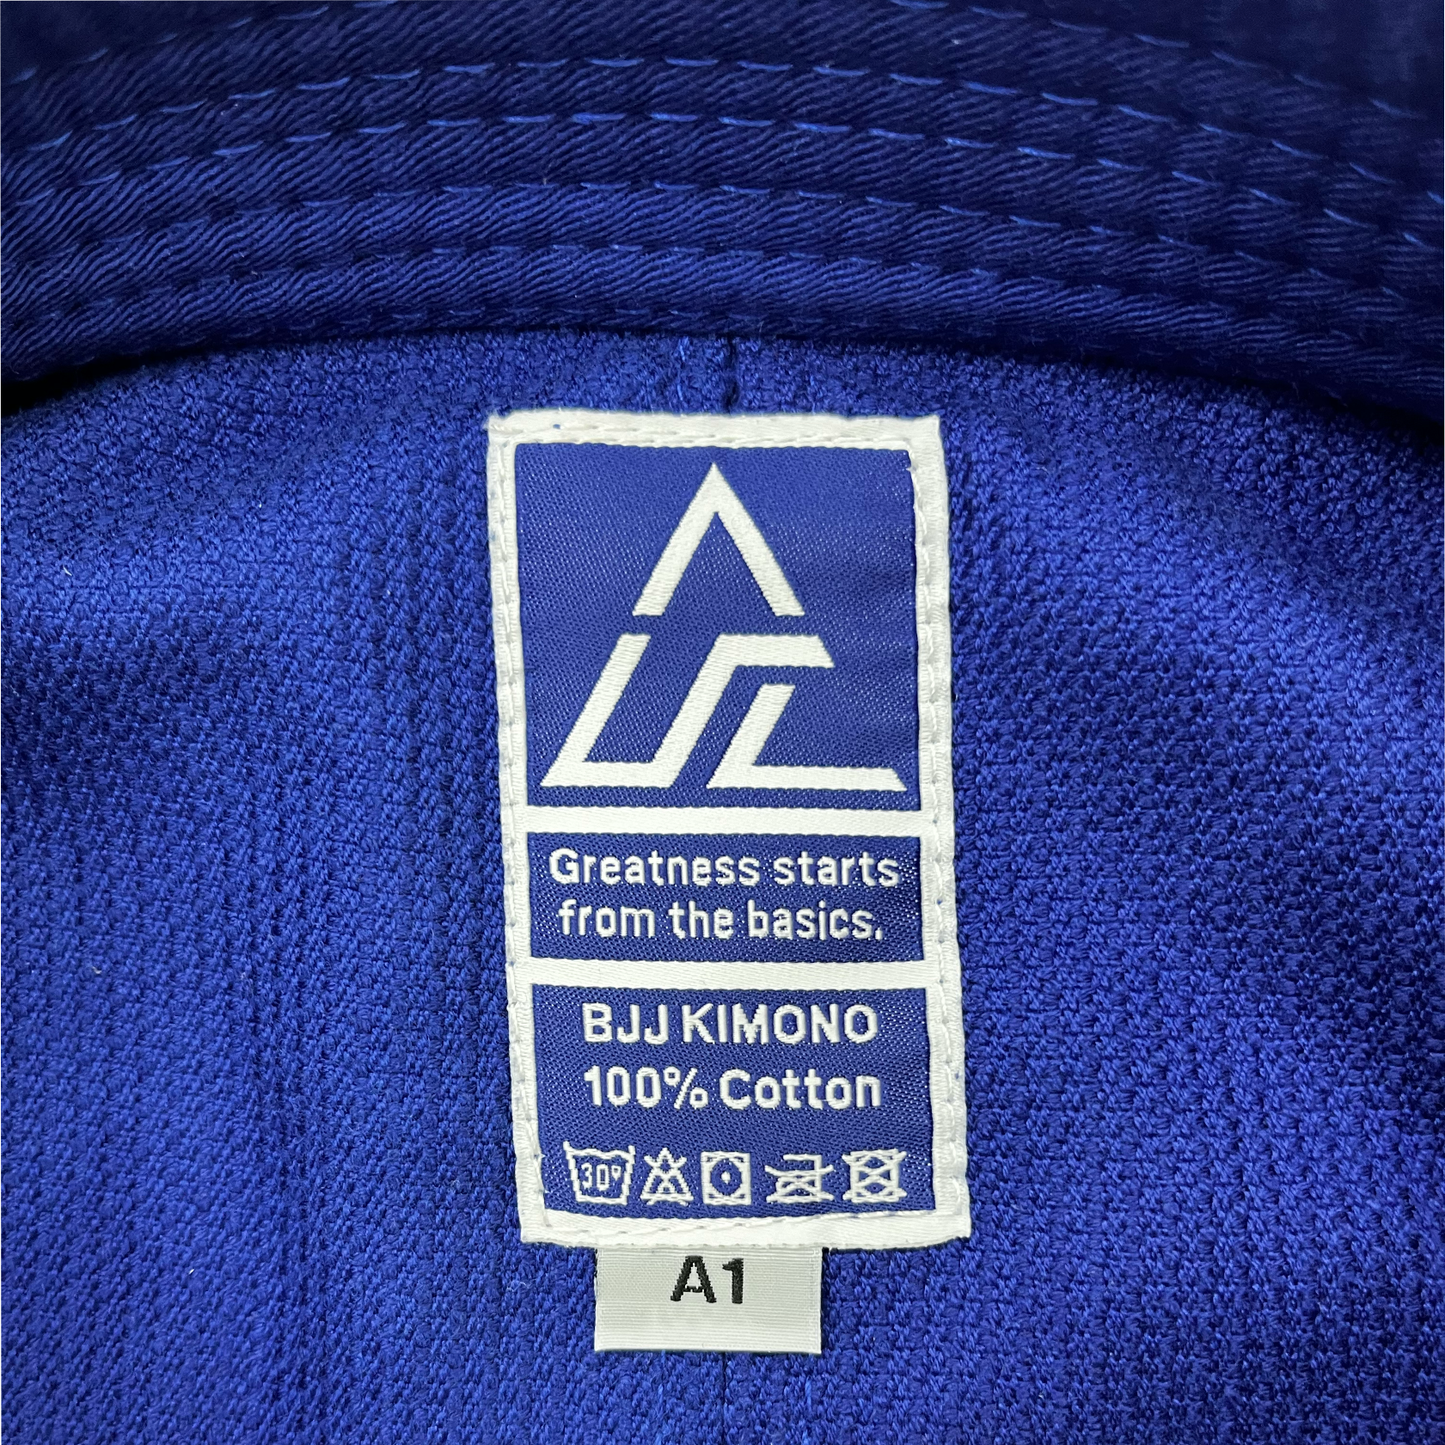 Greatness starts
from the basics.
BJJ KIMONO
100% Cotton
30°
A1